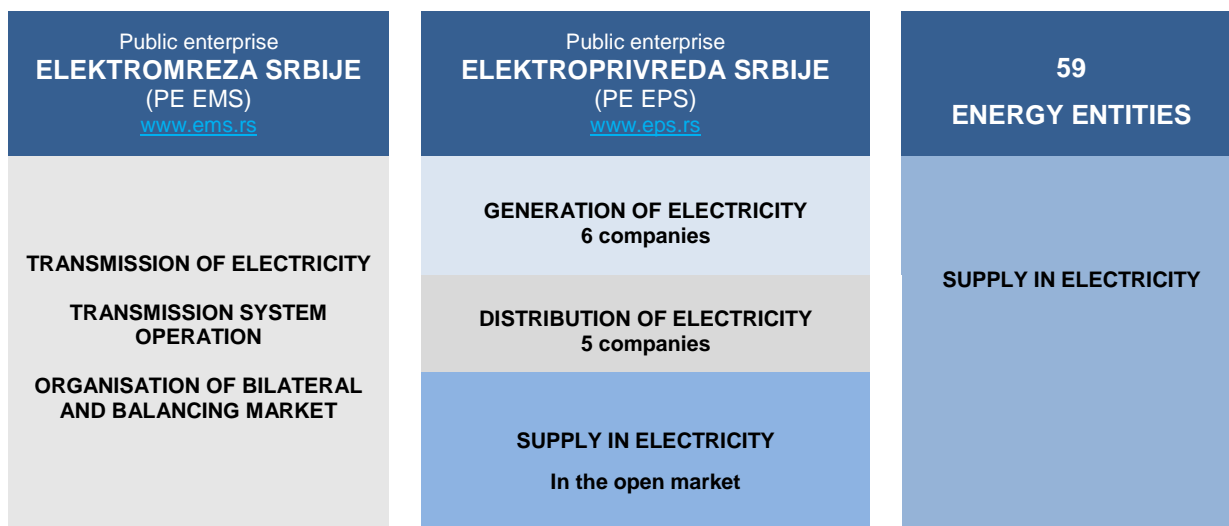 Public enterprise
ELEKTROMREZA SRBIJE
(PE EMS)
www.ems.rs
TRANSMISSION OF ELECTRICITY
TRANSMISSION SYSTEM
OPERATION
ORGANISATION OF BILATERAL
AND BALANCING MARKET
Public enterprise
ELEKTROPRIVREDA SRBIJE
(PE EPS)
www.eps.rs
GENERATION OF ELECTRICITY
6 companies
DISTRIBUTION OF ELECTRICITY
5 companies
SUPPLY IN ELECTRICITY
In the open market
59
ENERGY ENTITIES
SUPPLY IN ELECTRICITY